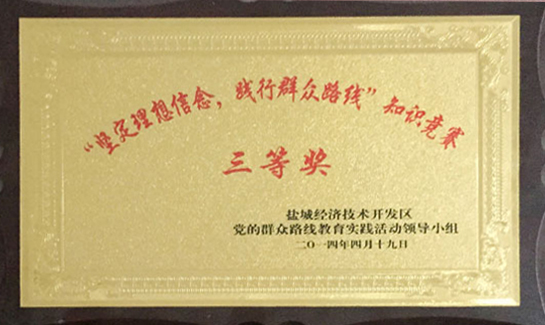 “坚定理想信念，践行群众路线”知识竞赛
三等奖
盐城经济技术开发区
党的群众路线教育实践活动领导小组
二〇一四年四月十九日